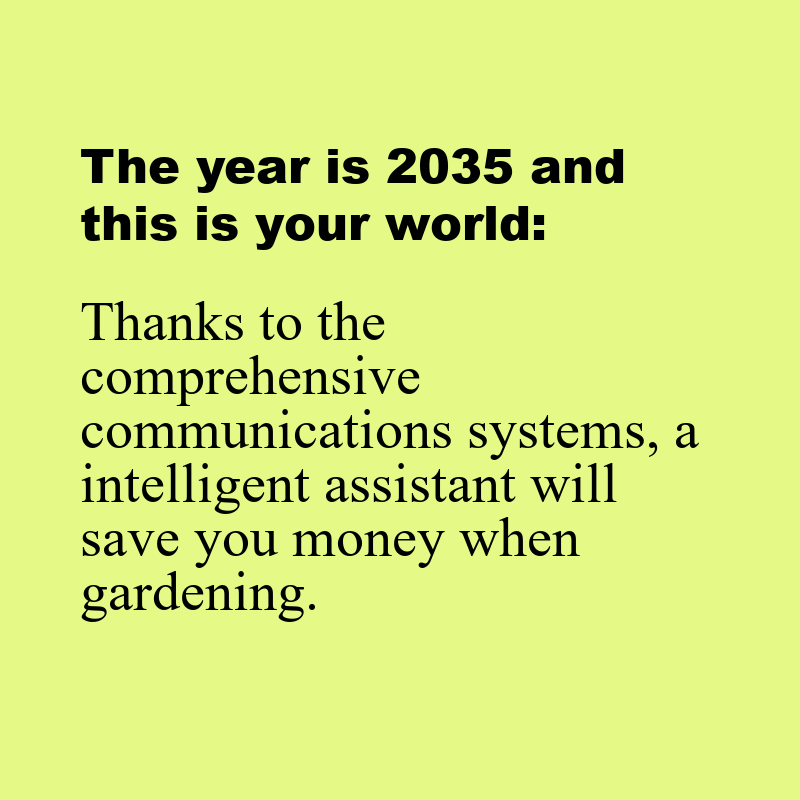 The year is 2035 and
this is your world:
Thanks to the
comprehensive
communications systems, a
intelligent assistant will
save you money when
gardening.